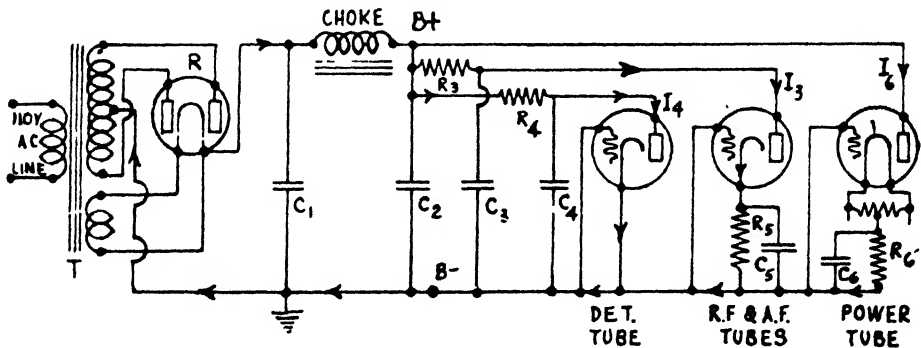 CHOKE
B+
R
110V
A C
LINE
T
R3
R4
I4
I3
I6
C1
C2
C3
C4
R5
C5
C6
R6
B-
DET.
TUBE
R.F & A.F.
TUBES
POWER
TUBE